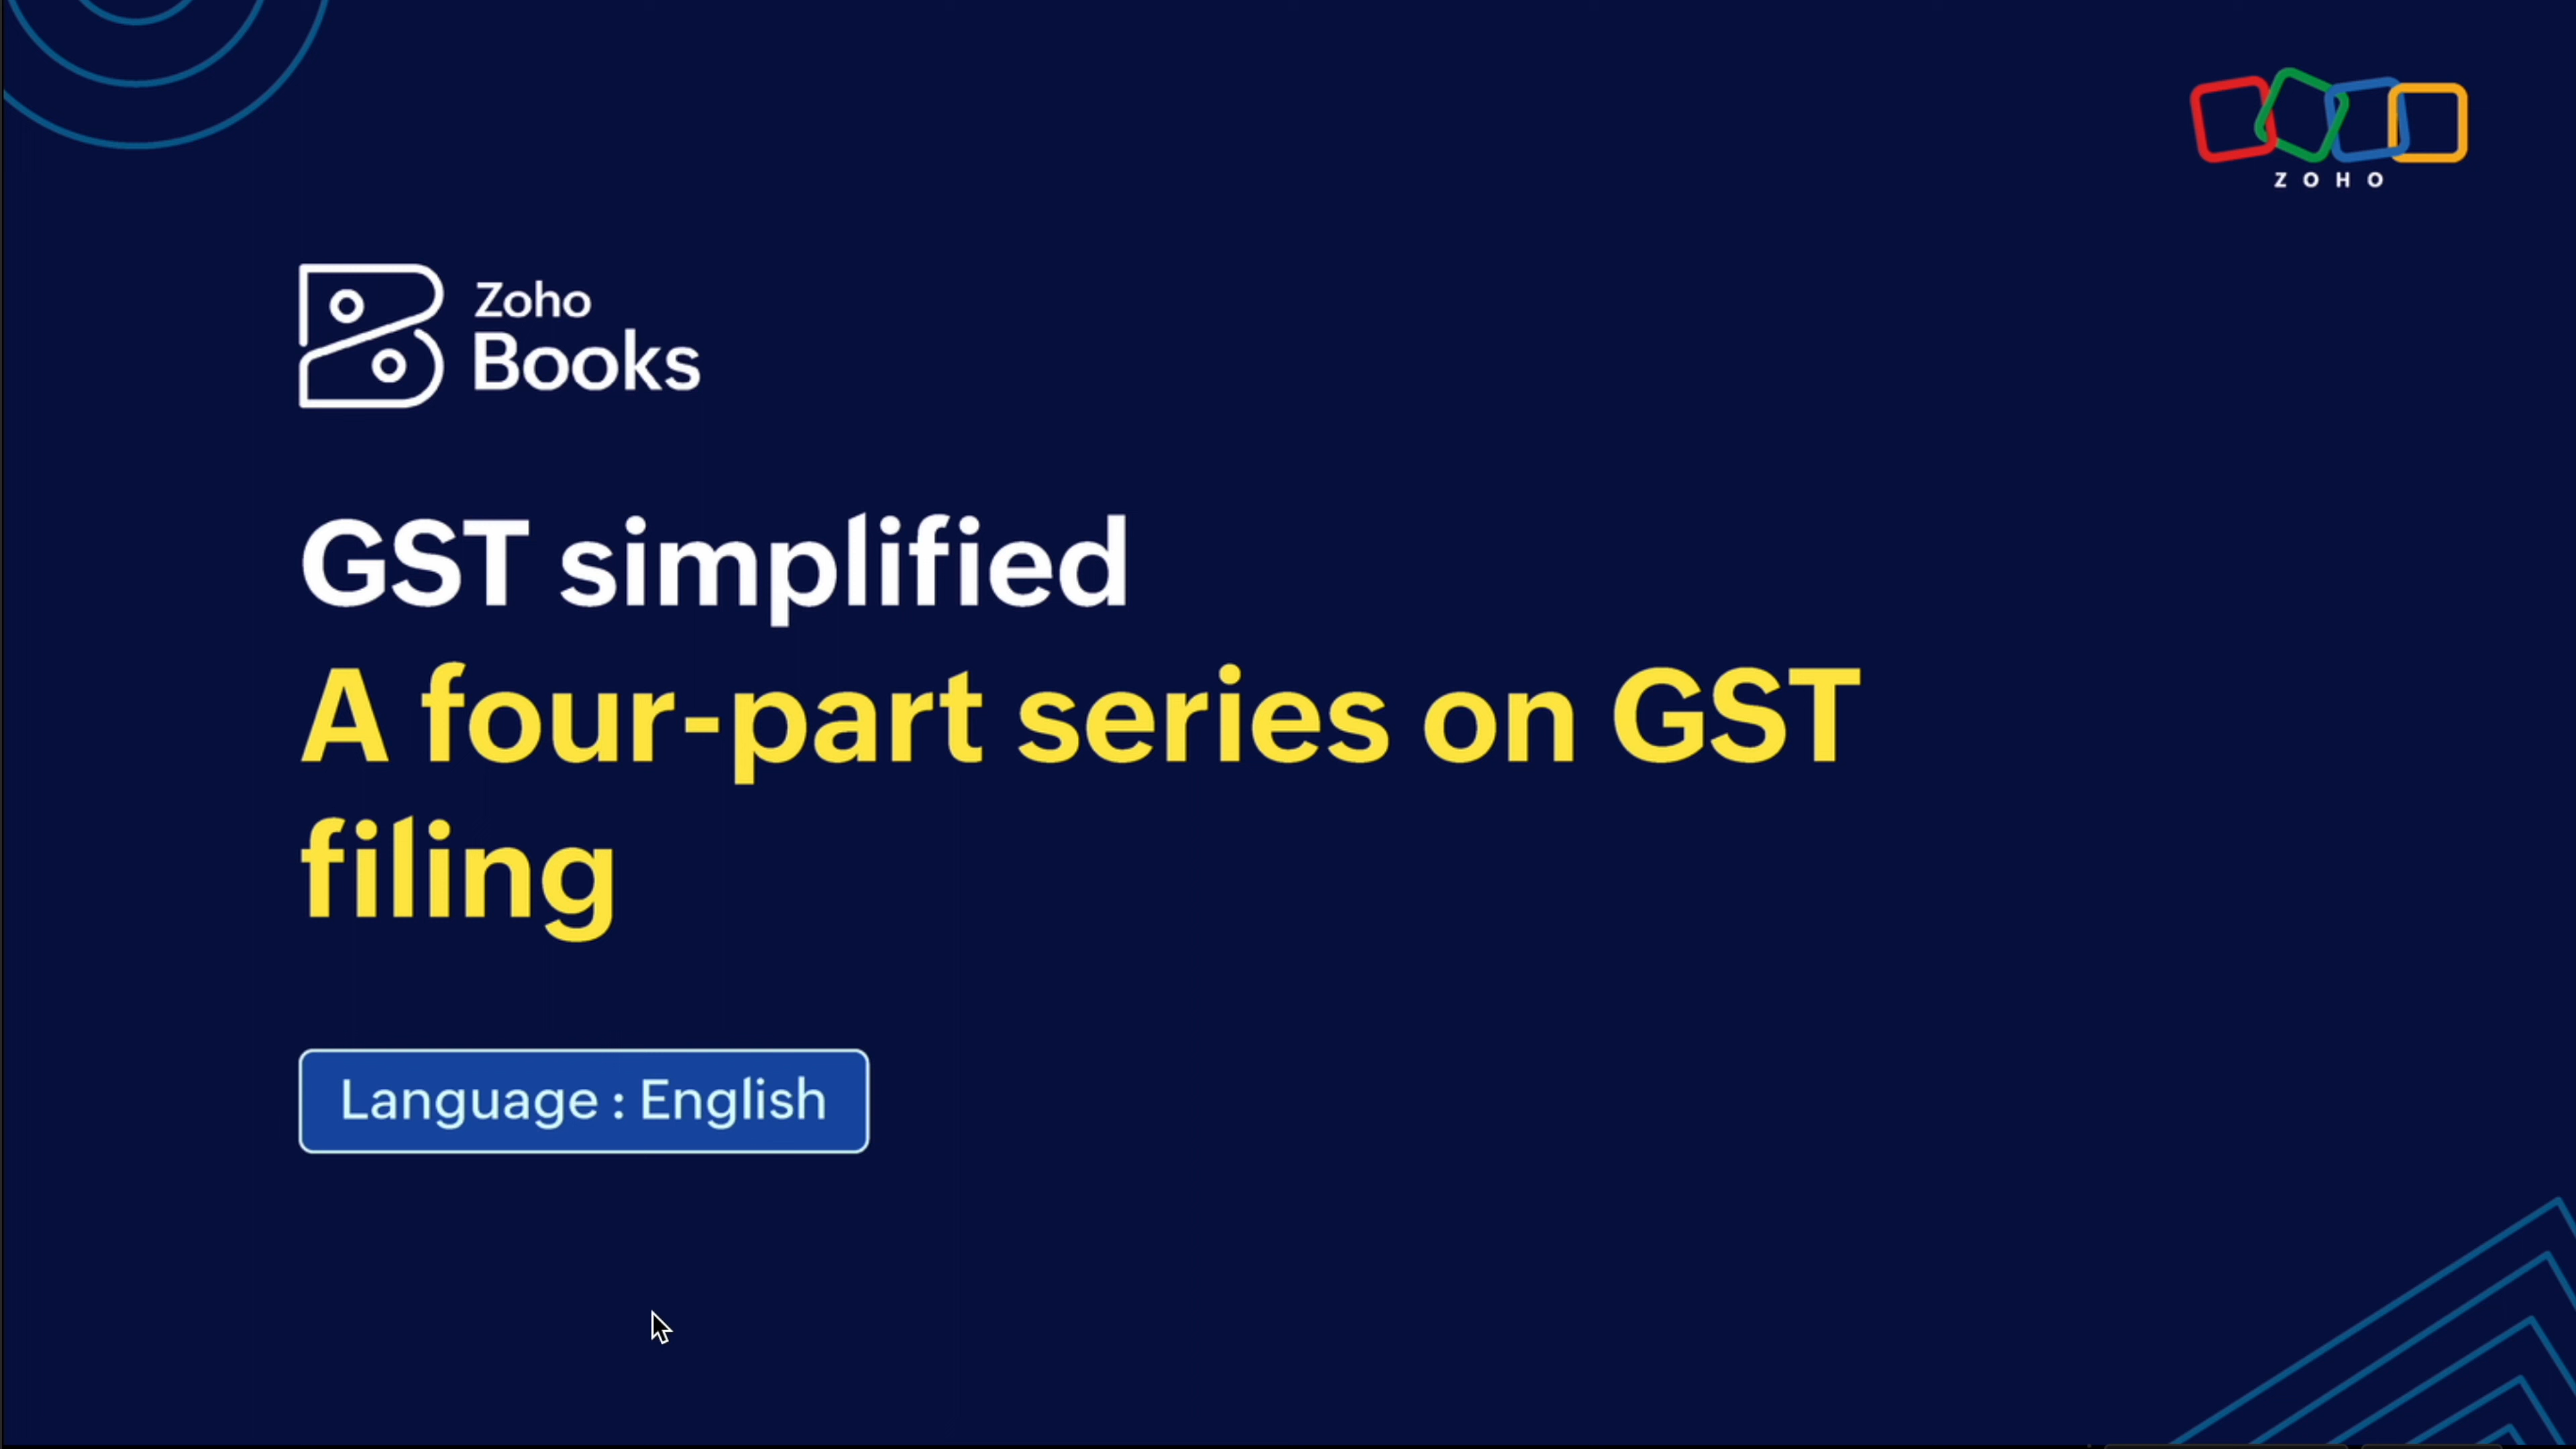 ZOHO
Zoho
Books
GST simplified
A four-part series on GST
filing
Language : English